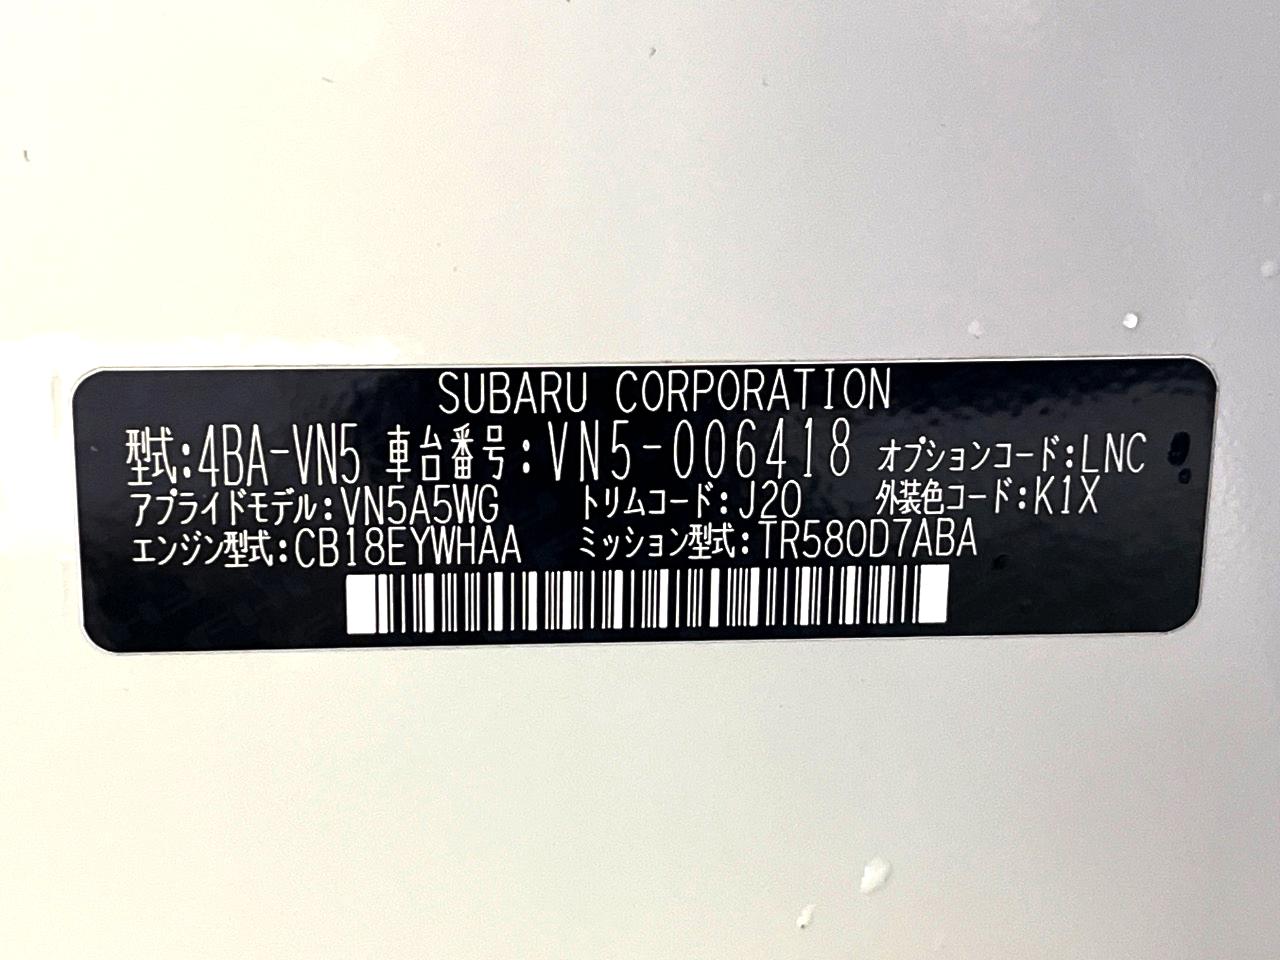 SUBARU CORPORATION
型式:4BA-VN5 車台番号:VN5-006418 オプションコード:LNC
アプライドモデル:VN5A5WG トリムコード:J20 外装色コード:K1X
エンジン型式:CB18EYWHAA ミッション型式:TR580D7ABA